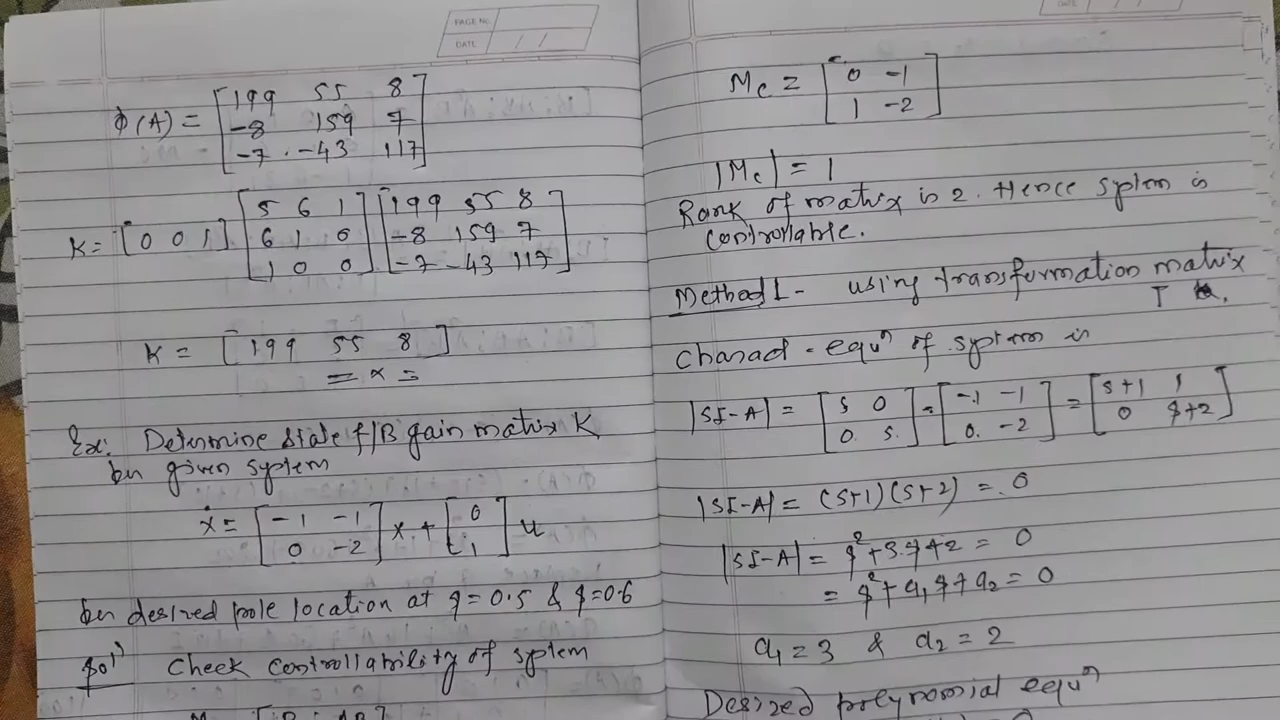 PAGE No.
DATE / /
φ(A) = [199 55 8
-8 159 7
-7 -43 117]
K = [0 0 1] [5 6 1
6 1 0
1 0 0] [199 55 8
-8 159 7
-7 -43 117]
K = [199 55 8]
= x =
Ex: Determine state f/B gain matrix K
for given system
ẋ = [-1 -1
0 -2] x + [0
1] u
for desired pole location at s = 0.5 & s = 0.6
Sol^n Check controllability of system
DATE
Mc = [0 -1
1 -2]
|Mc| = 1
Rank of matrix is 2. Hence system is
controllable.
Method 1 - using transformation matrix
T
Charact. equ^n of system is
|SI-A| = [s 0
0 s] - [-1 -1
0 -2] = [s+1 1
0 s+2]
|SI-A| = (s+1)(s+2) = 0
|SI-A| = s²+3s+2 = 0
= s²+a₁s+a₂ = 0
a₁ = 3 & a₂ = 2
Desired polynomial equ^n